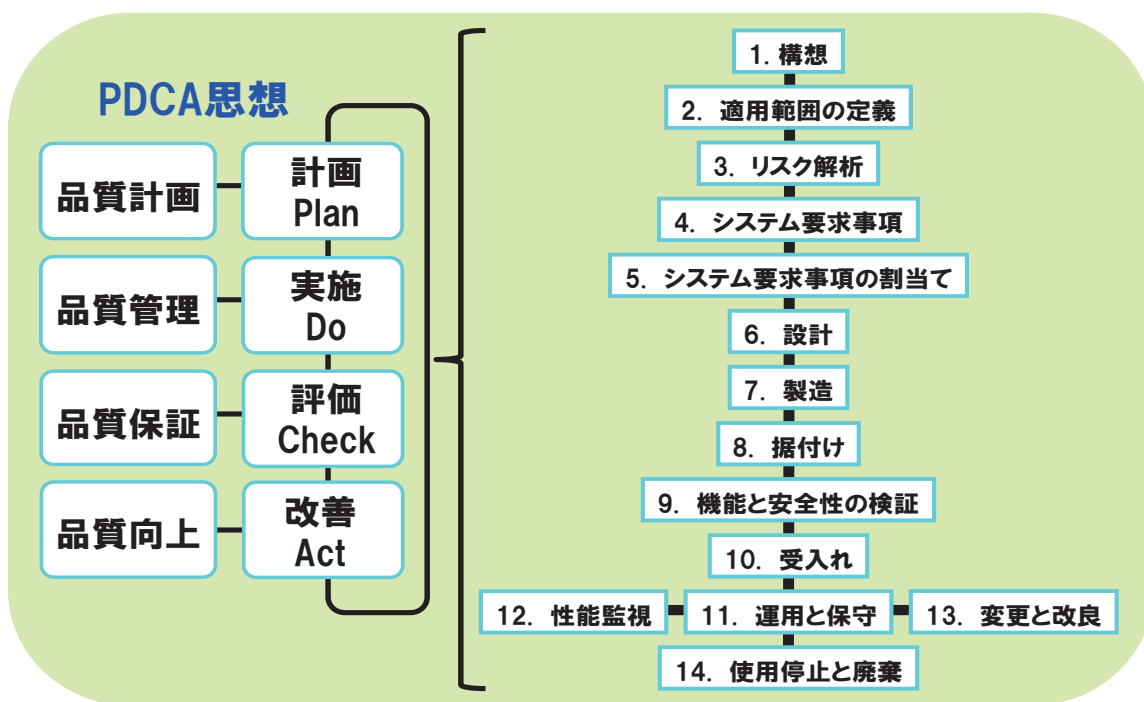 PDCA思想
品質計画
計画
Plan
品質管理
実施
Do
品質保証
評価
Check
品質向上
改善
Act
1. 構想
2. 適用範囲の定義
3. リスク解析
4. システム要求事項
5. システム要求事項の割当て
6. 設計
7. 製造
8. 据付け
9. 機能と安全性の検証
10. 受入れ
12. 性能監視
11. 運用と保守
13. 変更と改良
14. 使用停止と廃棄